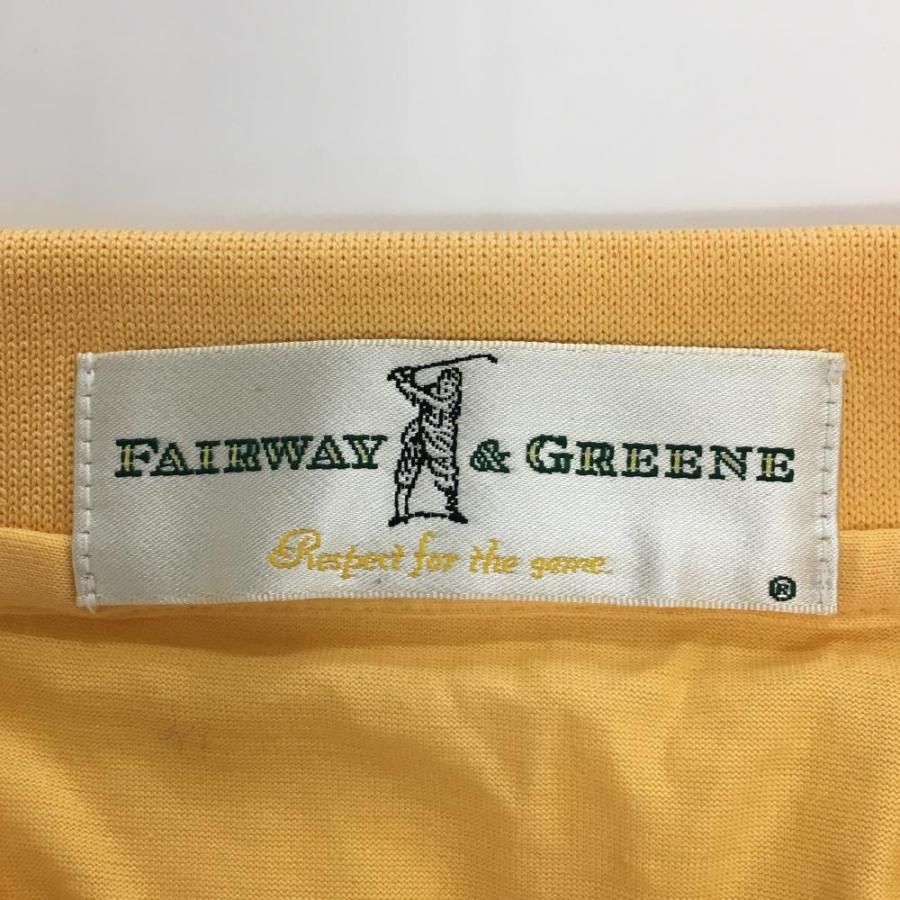 FAIRWAY & GREENE
Respect for the game.
®